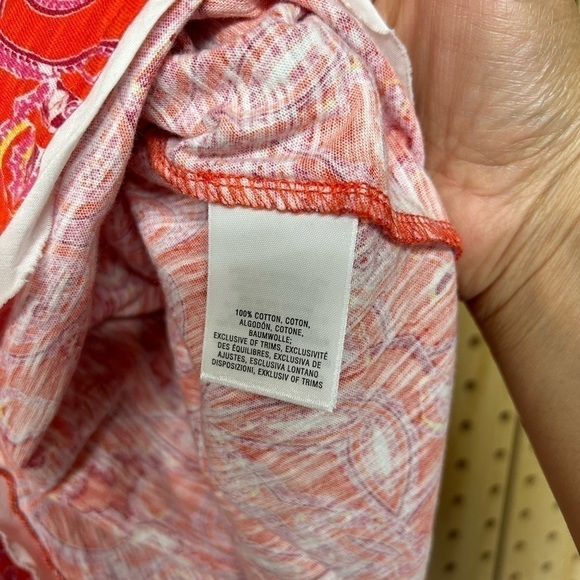 100% COTTON, COTON,
ALGODÓN, COTONE,
BAUMWOLLE;
EXCLUSIVE OF TRIMS, EXCLUSIVITÉ
DES ÉQUILIBRES, EXCLUSIVA DE
AJUSTES, ESCLUSIVA LONTANO
DISPOSIZIONI, EXKLUSIV OF TRIMS